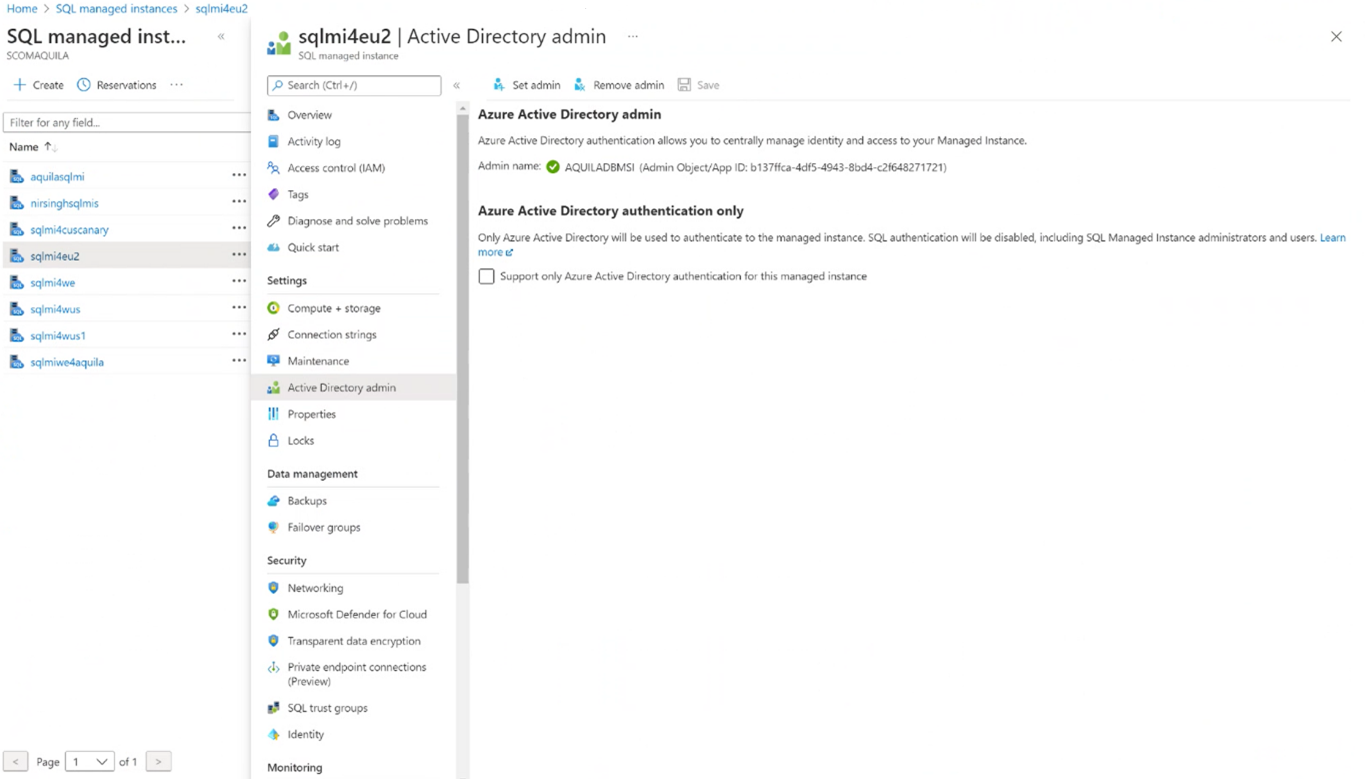 Home > SQL managed instances > sqlmi4eu2
SQL managed inst... «
SCOMAQUILA
+ Create Reservations ...
Filter for any field...
Name ↑↓
aquilasqlmi ...
nirsinghsqlmis ...
sqlmi4cuscanary ...
sqlmi4eu2 ...
sqlmi4we ...
sqlmi4wus ...
sqlmi4wus1 ...
sqlmiwe4aquila ...
< Page 1 of 1 >
sqlmi4eu2 | Active Directory admin ...
SQL managed instance
Search (Ctrl+/) «
Overview
Activity log
Access control (IAM)
Tags
Diagnose and solve problems
Quick start
Settings
Compute + storage
Connection strings
Maintenance
Active Directory admin
Properties
Locks
Data management
Backups
Failover groups
Security
Networking
Microsoft Defender for Cloud
Transparent data encryption
Private endpoint connections
(Preview)
SQL trust groups
Identity
Monitoring
Set admin Remove admin Save
Azure Active Directory admin
Azure Active Directory authentication allows you to centrally manage identity and access to your Managed Instance.
Admin name: AQUILADBMSI (Admin Object/App ID: b137ffca-4df5-4943-8bd4-c2f648271721)
Azure Active Directory authentication only
Only Azure Active Directory will be used to authenticate to the managed instance. SQL authentication will be disabled, including SQL Managed Instance administrators and users. Learn
more
Support only Azure Active Directory authentication for this managed instance